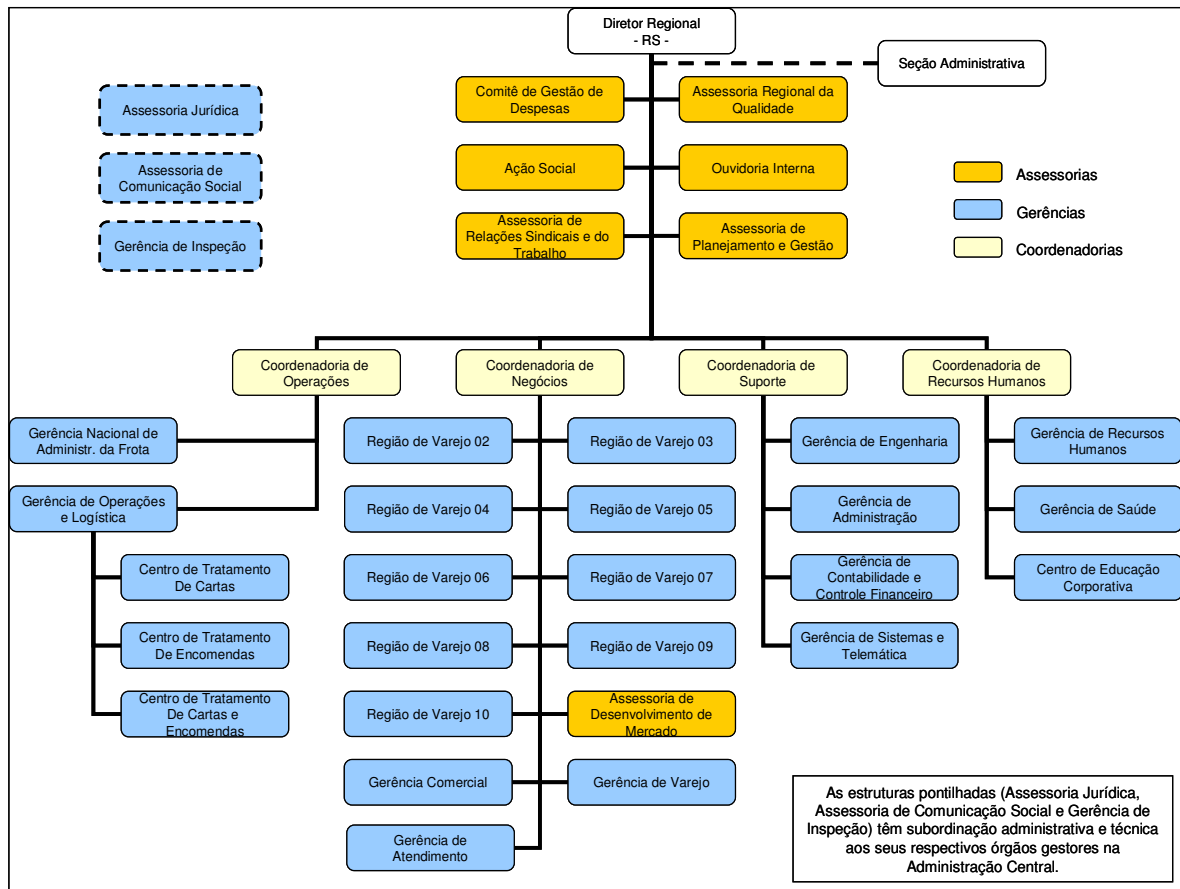 Diretor Regional
- RS -
Seção Administrativa
Comitê de Gestão de
Despesas
Assessoria Regional da
Qualidade
Assessoria Jurídica
Assessoria de
Comunicação Social
Ação Social
Ouvidoria Interna
Assessorias
Gerências
Coordenadorias
Gerência de Inspeção
Assessoria de
Relações Sindicais e do
Trabalho
Assessoria de
Planejamento e Gestão
Coordenadoria de
Operações
Coordenadoria de
Negócios
Coordenadoria de
Suporte
Coordenadoria de
Recursos Humanos
Gerência Nacional de
Administr. da Frota
Região de Varejo 02
Região de Varejo 03
Gerência de Engenharia
Gerência de Recursos
Humanos
Gerência de Operações
e Logística
Região de Varejo 04
Região de Varejo 05
Gerência de
Administração
Gerência de Saúde
Centro de Tratamento
De Cartas
Região de Varejo 06
Região de Varejo 07
Gerência de
Contabilidade e
Controle Financeiro
Centro de Educação
Corporativa
Centro de Tratamento
De Encomendas
Região de Varejo 08
Região de Varejo 09
Gerência de Sistemas e
Telemática
Centro de Tratamento
De Cartas e
Encomendas
Região de Varejo 10
Assessoria de
Desenvolvimento de
Mercado
Gerência Comercial
Gerência de Varejo
Gerência de
Atendimento
As estruturas pontilhadas (Assessoria Jurídica,
Assessoria de Comunicação Social e Gerência de
Inspeção) têm subordinação administrativa e técnica
aos seus respectivos órgãos gestores na
Administração Central.